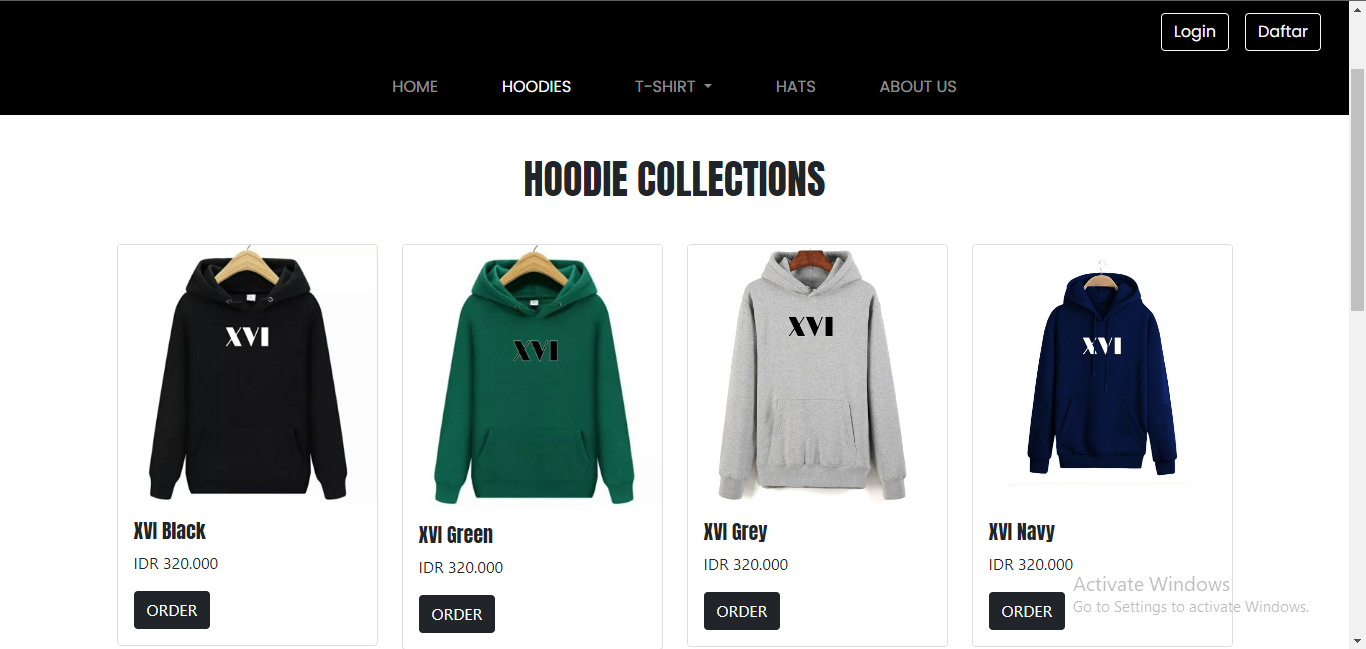 Login Daftar
HOME HOODIES T-SHIRT HATS ABOUT US
HOODIE COLLECTIONS
XVI XVI XVI XVI
XVI Black XVI Green XVI Grey XVI Navy
IDR 320.000 IDR 320.000 IDR 320.000 IDR 320.000
ORDER ORDER ORDER ORDER
Activate Windows
Go to Settings to activate Windows.